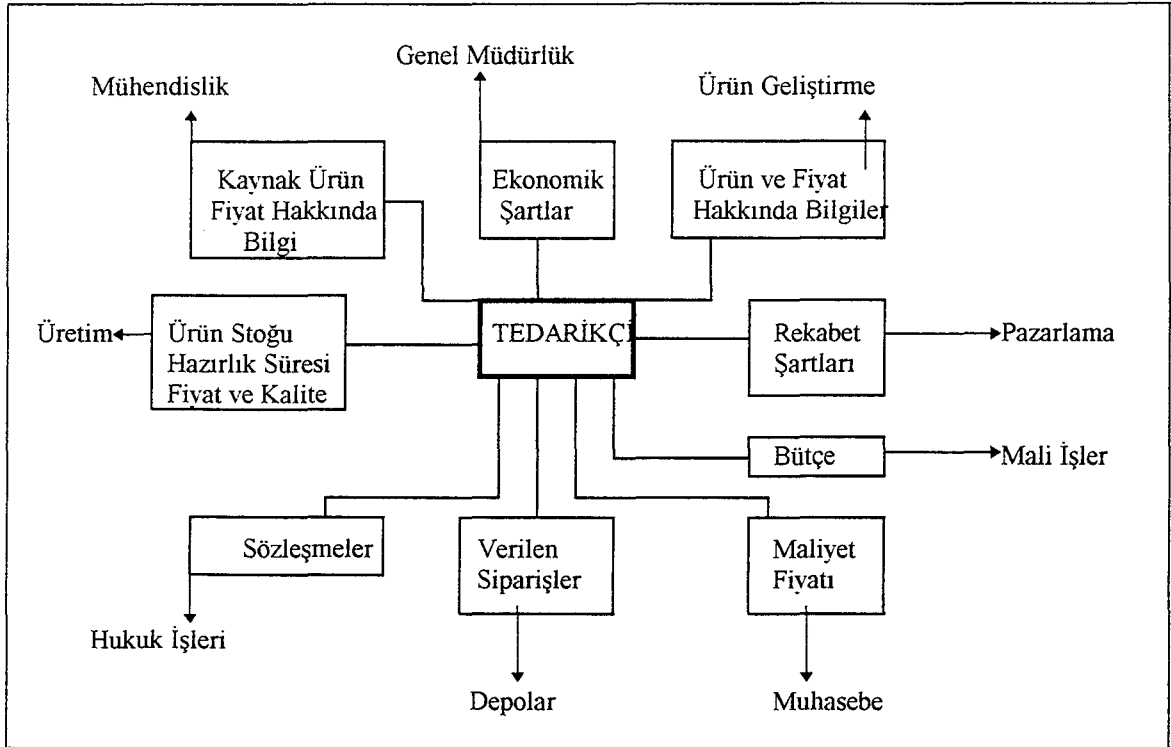 Genel Müdürlük
Mühendislik
Ürün Geliştirme
Kaynak Ürün
Fiyat Hakkında
Bilgi
Ekonomik
Şartlar
Ürün ve Fiyat
Hakkında Bilgiler
Üretim
Ürün Stoğu
Hazırlık Süresi
Fiyat ve Kalite
TEDARİKÇİ
Rekabet
Şartları
Pazarlama
Bütçe
Mali İşler
Sözleşmeler
Verilen
Siparişler
Maliyet
Fiyatı
Hukuk İşleri
Depolar
Muhasebe